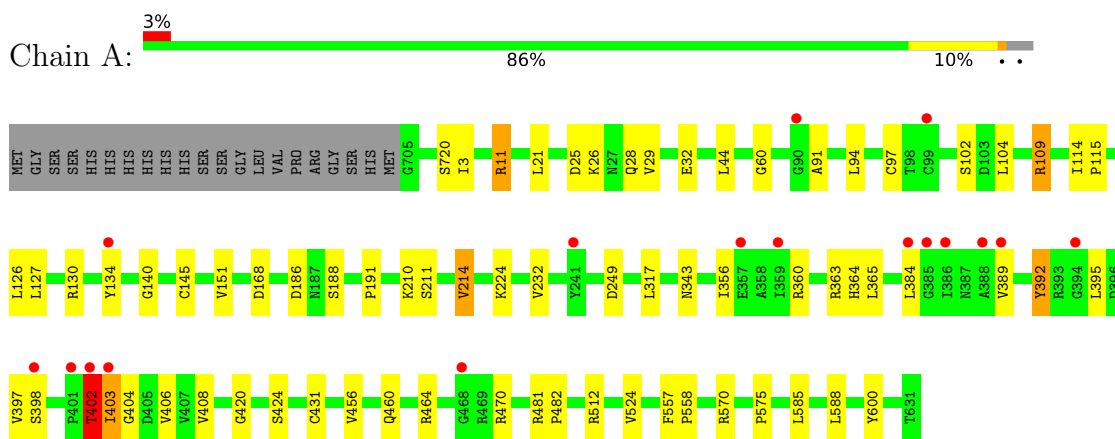 3%
Chain A:
86% 10% • •
MET GLY SER SER HIS HIS HIS HIS HIS HIS SER SER GLY LEU VAL PRO ARG GLY SER HIS MET G705 S720 I3 R11 L21 D25 K26 N27 Q28 V29 E32 L44 G60 G90 A91 L94 C97 T98 C99 S102 D103 L104 R109 I114 P115
L126 L127 R130 Y134 G140 C145 V151 D168 D186 N187 S188 P191 K210 S211 V214 K224 V232 Y241 D249 L317 N343 I356 E357 A358 I359 R360 R363 H364 L365 L384 G385 I386 N387 A388 V389 Y392 R393 G394 L395 D396
V397 S398 P401 T402 I403 G404 D405 V406 V407 V408 G420 S424 C431 V456 Q460 R464 G468 R469 R470 R481 P482 R512 V524 F557 P558 R570 P575 L585 L588 Y600 T631